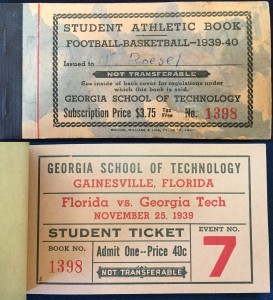 STUDENT ATHLETIC BOOK
FOOTBALL-BASKETBALL—1939-40
Issued to
NOT TRANSFERABLE
See inside of back cover for regulations under
which this book is sold.
GEORGIA SCHOOL OF TECHNOLOGY
Subscription Price $3.75 Tax Free No. 1398
GEORGIA SCHOOL OF TECHNOLOGY
GAINESVILLE, FLORIDA
Florida vs. Georgia Tech
NOVEMBER 25, 1939
STUDENT TICKET
EVENT NO.
7
BOOK NO.
1398
Admit One—Price 40c
NOT TRANSFERABLE